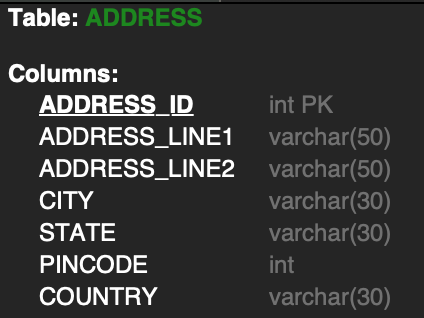 Table: ADDRESS
Columns:
ADDRESS_ID int PK
ADDRESS_LINE1 varchar(50)
ADDRESS_LINE2 varchar(50)
CITY varchar(30)
STATE varchar(30)
PINCODE int
COUNTRY varchar(30)